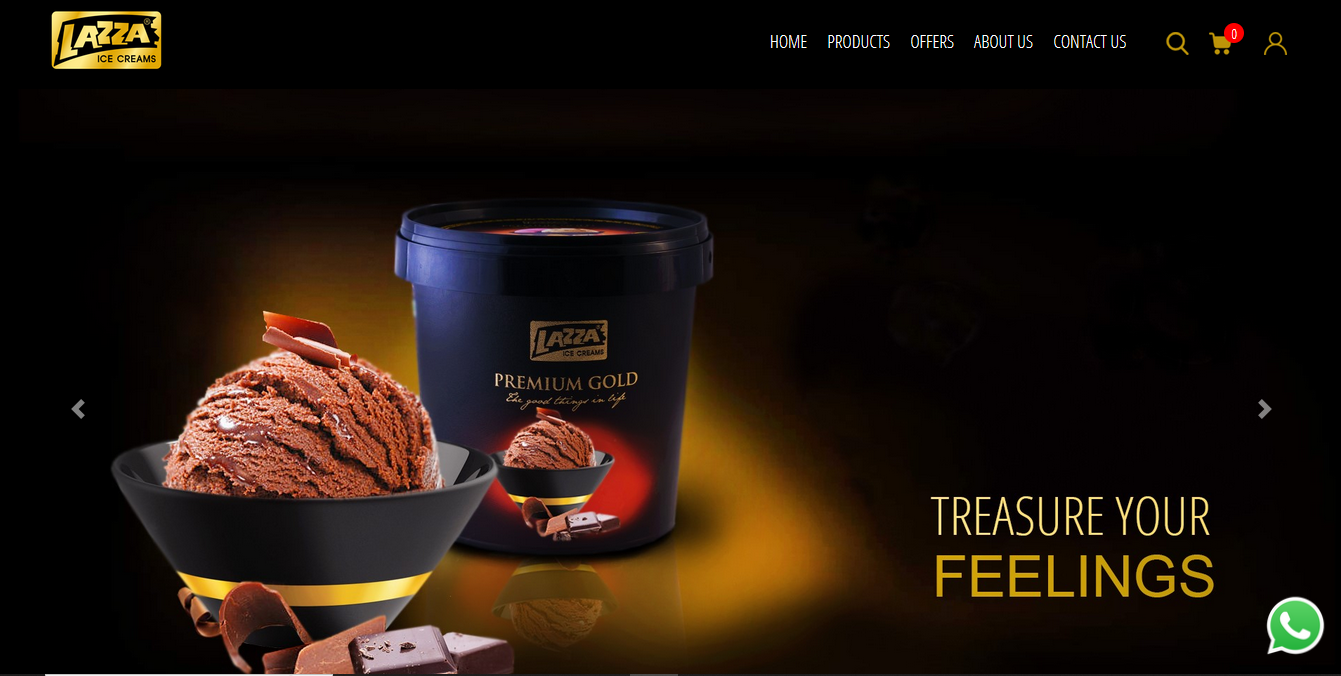 LAZZA®
ICE CREAMS
HOME PRODUCTS OFFERS ABOUT US CONTACT US
0
LAZZA®
ICE CREAMS
PREMIUM GOLD
The good things in life
TREASURE YOUR
FEELINGS